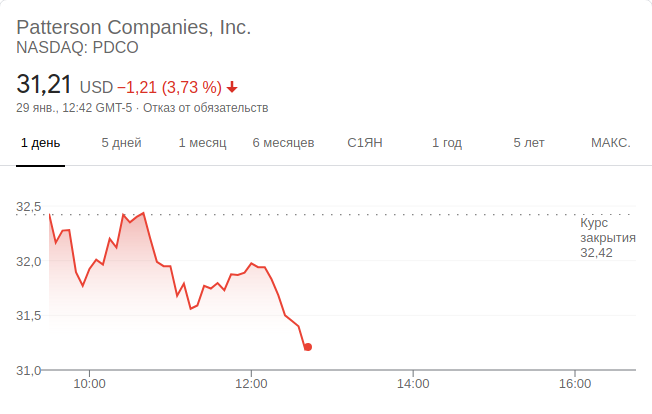 Patterson Companies, Inc.
NASDAQ: PDCO
31,21 USD −1,21 (3,73 %)
29 янв., 12:42 GMT-5 · Отказ от обязательств
1 день 5 дней 1 месяц 6 месяцев С1ЯН 1 год 5 лет МАКС.
32,5
Курс
закрытия
32,42
32,0
31,5
31,0
10:00 12:00 14:00 16:00